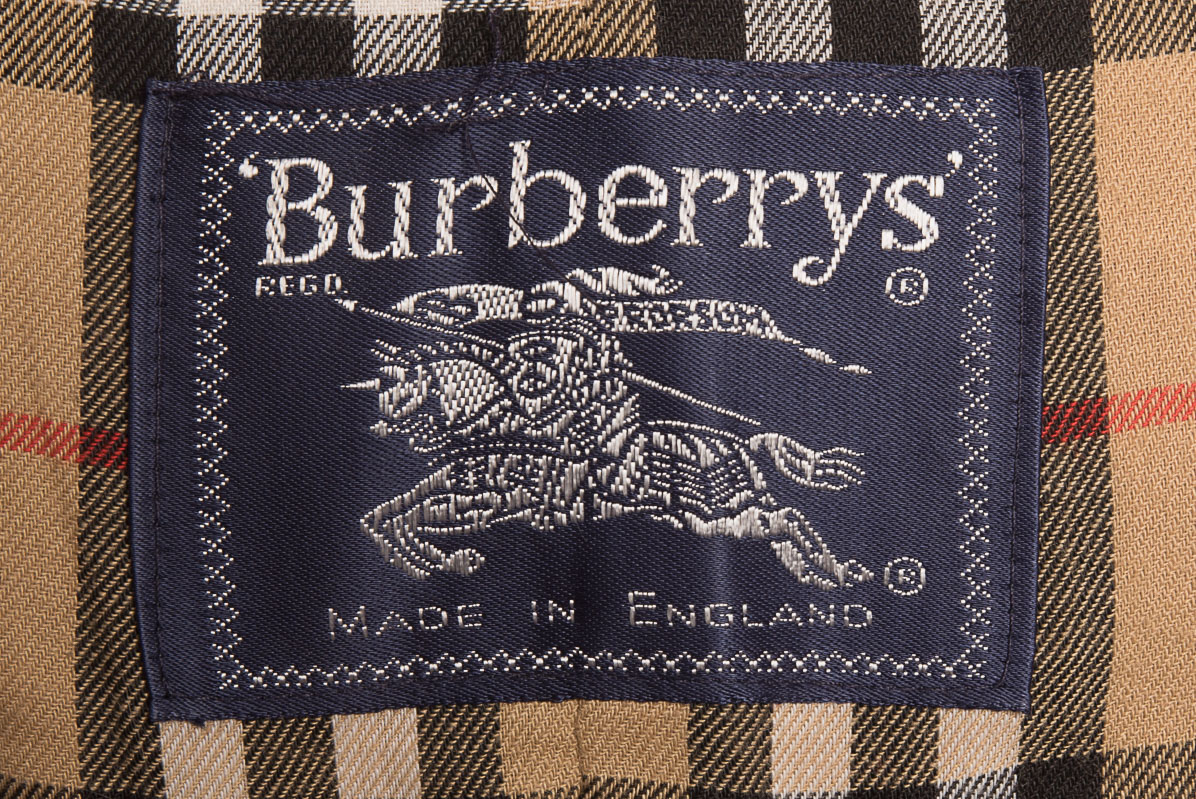 'Burberrys'
REGD. ®
®
MADE IN ENGLAND